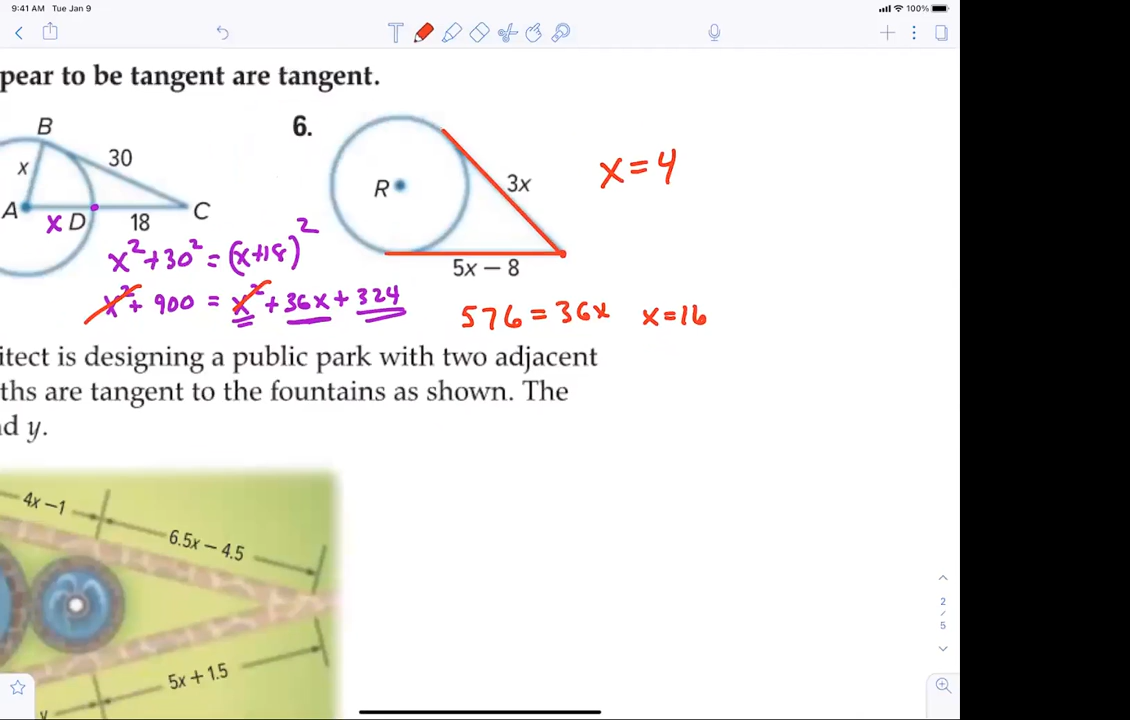 9:41 AM Tue Jan 9
100%
pear to be tangent are tangent.
B
6.
x
30
R
3x
x=4
A
x D
18
C
x²+30² = (x+18)²
5x − 8
x²+ 900 = x²+36x+324
576=36x x=16
itect is designing a public park with two adjacent
ths are tangent to the fountains as shown. The
d y.
4x −1
6.5x − 4.5
5x + 1.5
y
2
/
5